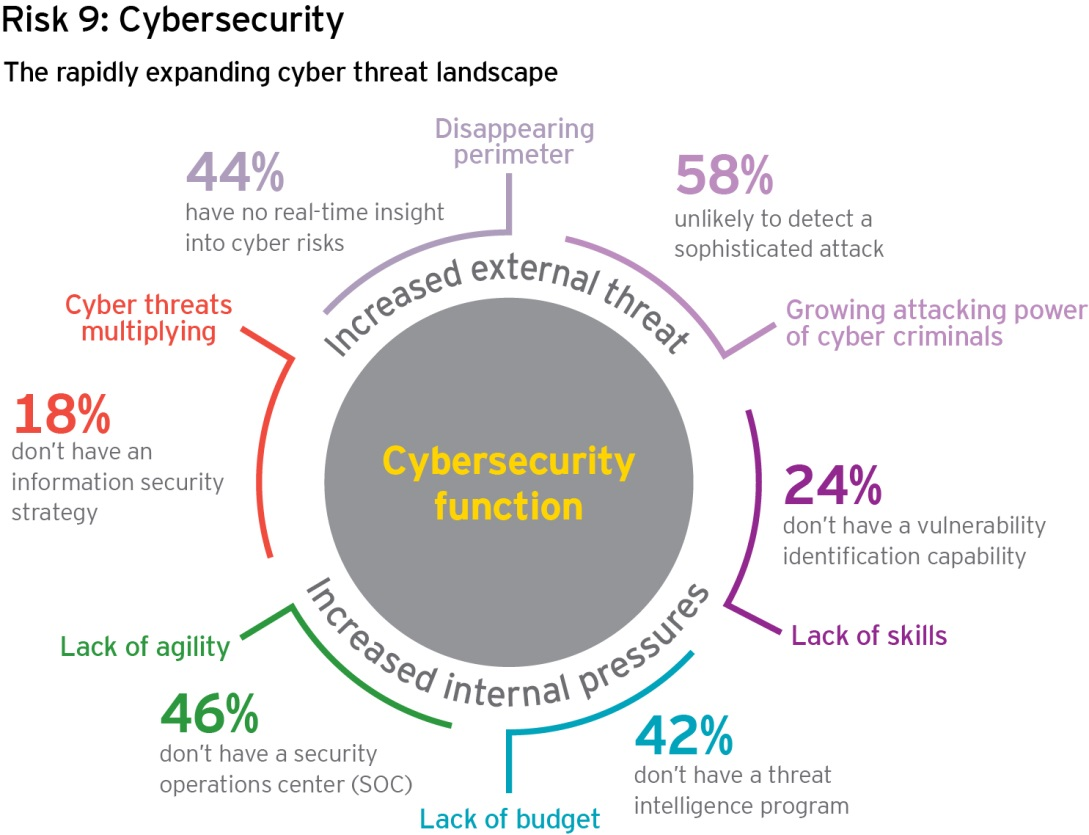 Risk 9: Cybersecurity
The rapidly expanding cyber threat landscape
Disappearing
perimeter
44%
have no real-time insight
into cyber risks
58%
unlikely to detect a
sophisticated attack
Increased external threat
Cyber threats
multiplying
Growing attacking power
of cyber criminals
18%
don't have an
information security
strategy
Cybersecurity
function
24%
don't have a vulnerability
identification capability
Increased internal pressures
Lack of agility
Lack of skills
46%
don't have a security
operations center (SOC)
42%
don't have a threat
intelligence program
Lack of budget